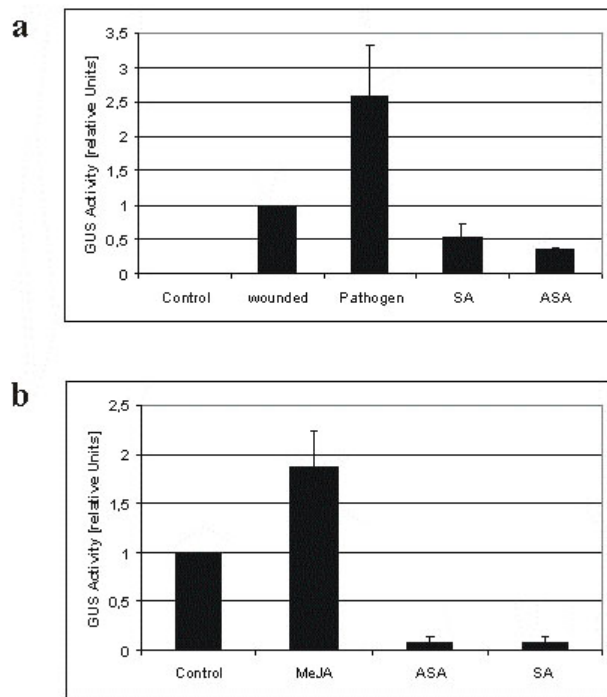 a
GUS Activity [relative Units]
3,5
3
2,5
2
1,5
1
0,5
0
Control wounded Pathogen SA ASA
b
GUS Activity [relative Units]
2,5
2
1,5
1
0,5
0
Control MeJA ASA SA